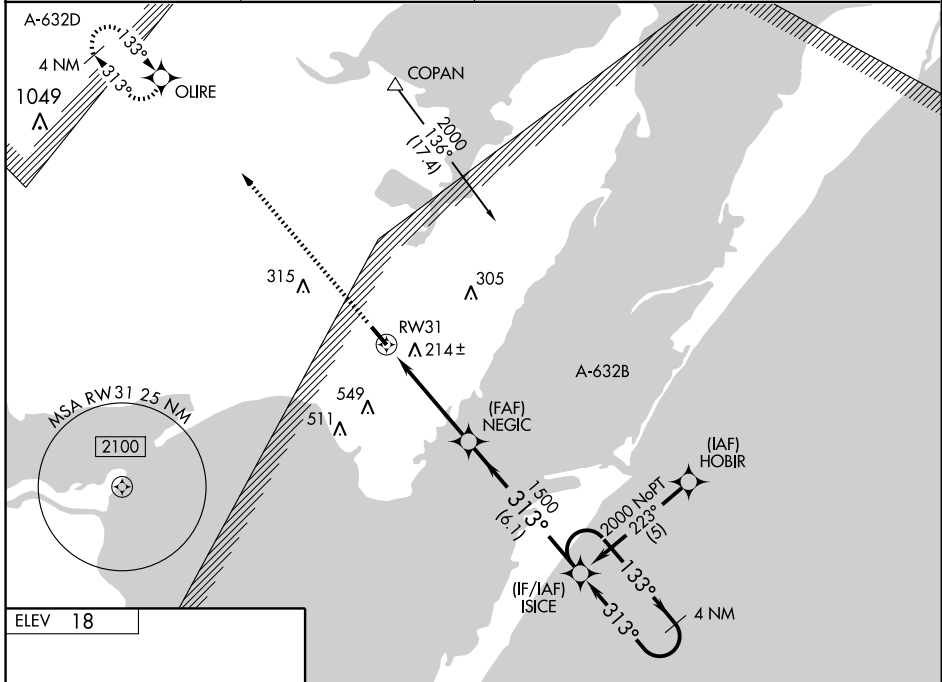 A-632D
133°
4 NM
313°
OLIRE
1049
COPAN
2000
136°
(17.4)
315
305
RW31
214±
A-632B
549
511
MSA RW31 25 NM
2100
(FAF)
NEGIC
(IAF)
HOBIR
1500
313°
(6.1)
2000 NoPT
223°
(5)
(IF/IAF)
ISICE
133°
313°
4 NM
ELEV 18